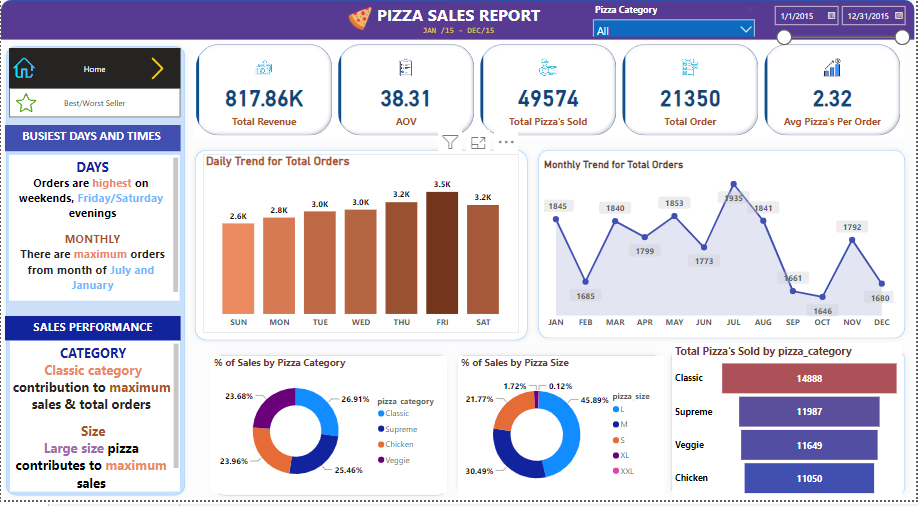 PIZZA SALES REPORT
JAN /15 - DEC/15
Pizza Category
All
1/1/2015
12/31/2015
Home
Best/Worst Seller
BUSIEST DAYS AND TIMES
DAYS
Orders are highest on
weekends, Friday/Saturday
evenings
MONTHLY
There are maximum orders
from month of July and
January
SALES PERFORMANCE
CATEGORY
Classic category
contribution to maximum
sales & total orders
Size
Large size pizza
contributes to maximum
sales
817.86K
Total Revenue
38.31
AOV
49574
Total Pizza's Sold
21350
Total Order
2.32
Avg Pizza's Per Order
Daily Trend for Total Orders
2.6K
2.8K
3.0K
3.0K
3.2K
3.5K
3.2K
SUN
MON
TUE
WED
THU
FRI
SAT
Monthly Trend for Total Orders
1845
1685
1840
1799
1853
1773
1935
1841
1661
1646
1792
1680
JAN
FEB
MAR
APR
MAY
JUN
JUL
AUG
SEP
OCT
NOV
DEC
% of Sales by Pizza Category
23.68%
26.91%
23.96%
25.46%
pizza_category
Classic
Supreme
Chicken
Veggie
% of Sales by Pizza Size
1.72%
0.12%
21.77%
45.89%
30.49%
pizza_size
L
M
S
XL
XXL
Total Pizza's Sold by pizza_category
Classic
14888
Supreme
11987
Veggie
11649
Chicken
11050